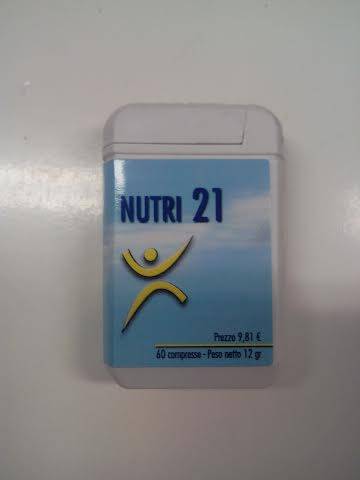 NUTRI 21
Prezzo 9,81 €
60 compresse - Peso netto 12 gr